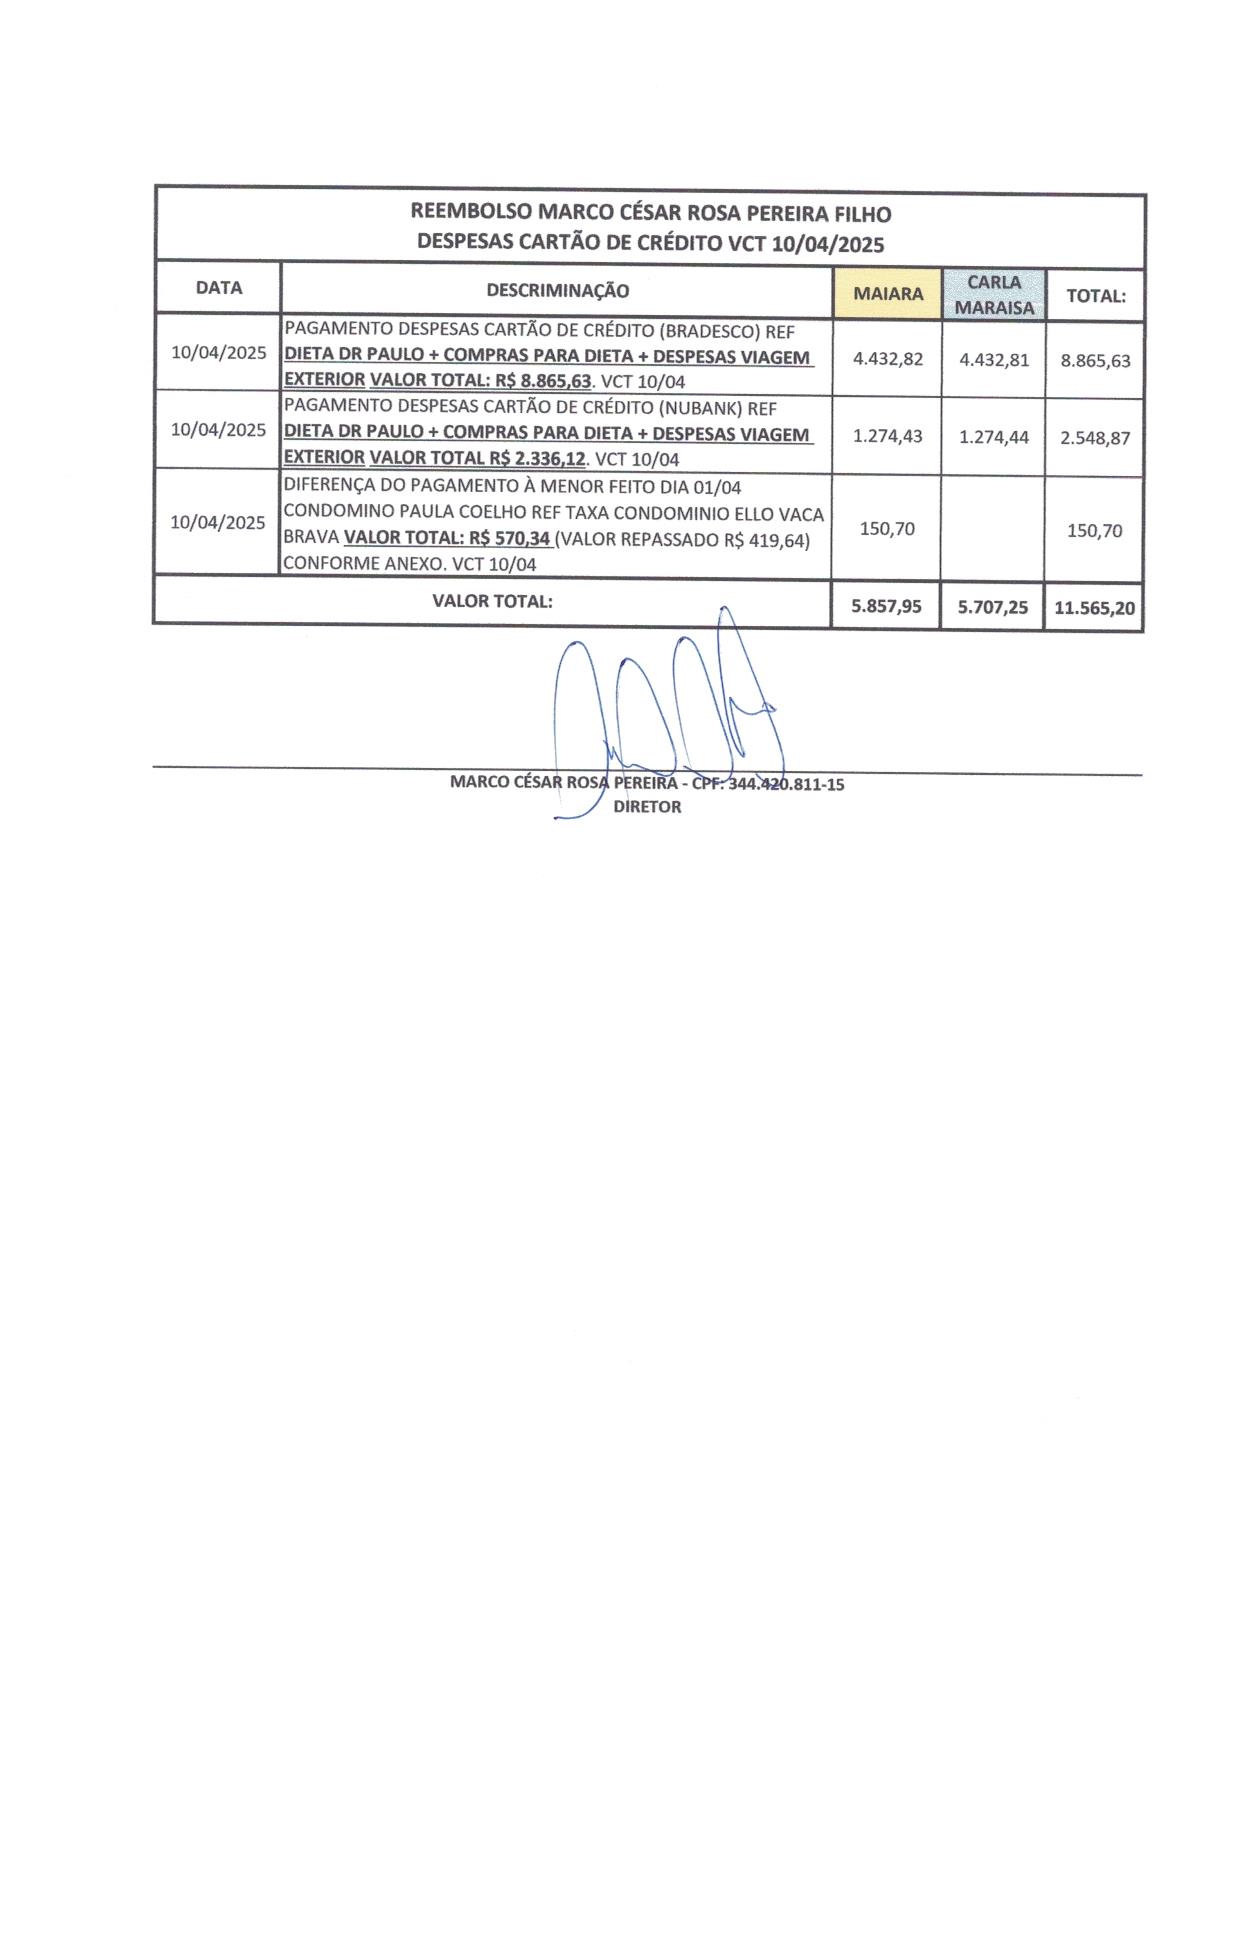 REEMBOLSO MARCO CÉSAR ROSA PEREIRA FILHO
DESPESAS CARTÃO DE CRÉDITO VCT 10/04/2025
DATA DESCRIMINAÇÃO MAIARA CARLA MARAISA TOTAL:
PAGAMENTO DESPESAS CARTÃO DE CRÉDITO (BRADESCO) REF
10/04/2025 DIETA DR PAULO + COMPRAS PARA DIETA + DESPESAS VIAGEM 4.432,82 4.432,81 8.865,63
EXTERIOR VALOR TOTAL: R$ 8.865,63. VCT 10/04
PAGAMENTO DESPESAS CARTÃO DE CRÉDITO (NUBANK) REF
10/04/2025 DIETA DR PAULO + COMPRAS PARA DIETA + DESPESAS VIAGEM 1.274,43 1.274,44 2.548,87
EXTERIOR VALOR TOTAL R$ 2.336,12. VCT 10/04
DIFERENÇA DO PAGAMENTO À MENOR FEITO DIA 01/04
CONDOMINO PAULA COELHO REF TAXA CONDOMINIO ELLO VACA
10/04/2025 BRAVA VALOR TOTAL: R$ 570,34 (VALOR REPASSADO R$ 419,64) 150,70 150,70
CONFORME ANEXO. VCT 10/04
VALOR TOTAL: 5.857,95 5.707,25 11.565,20
MARCO CÉSAR ROSA PEREIRA - CPF: 344.420.811-15
DIRETOR